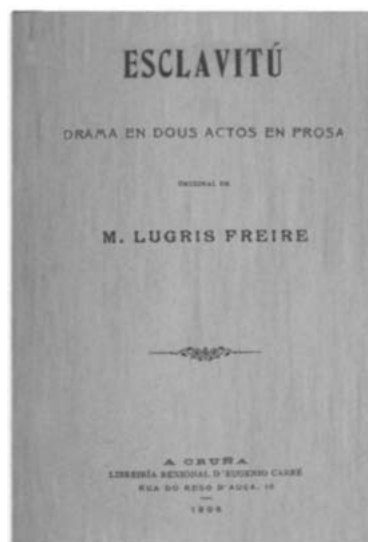 ESCLAVITÚ
DRAMA EN DOUS ACTOS EN PROSA
ORIGINAL DE
M. LUGRIS FREIRE
A CRUÑA
LIBREIRÍA REXIONAL D'EUGENIO CARRÉ
RUA DO REGO D'AUGA, 16